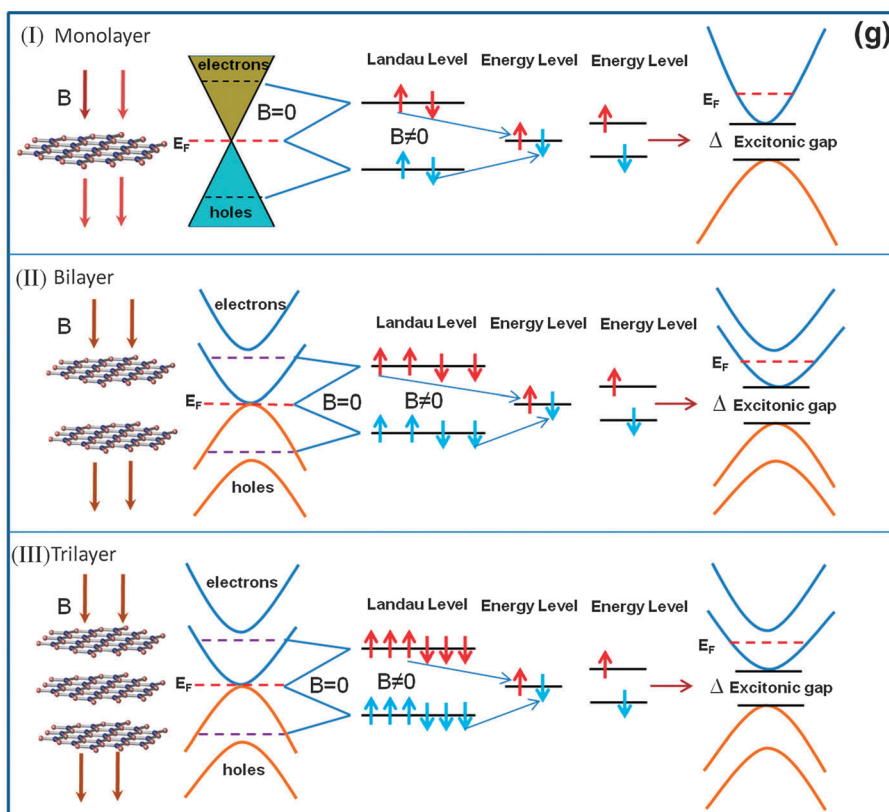 (I) Monolayer
(g)
electrons
Landau Level Energy Level Energy Level
B
B=0
E_F
E_F
B≠0
Δ Excitonic gap
holes
(II) Bilayer
electrons
B
Landau Level Energy Level Energy Level
E_F
E_F
B=0
B≠0
Δ Excitonic gap
holes
(III)Trilayer
electrons
B
Landau Level Energy Level Energy Level
E_F
E_F
B=0
B≠0
Δ Excitonic gap
holes